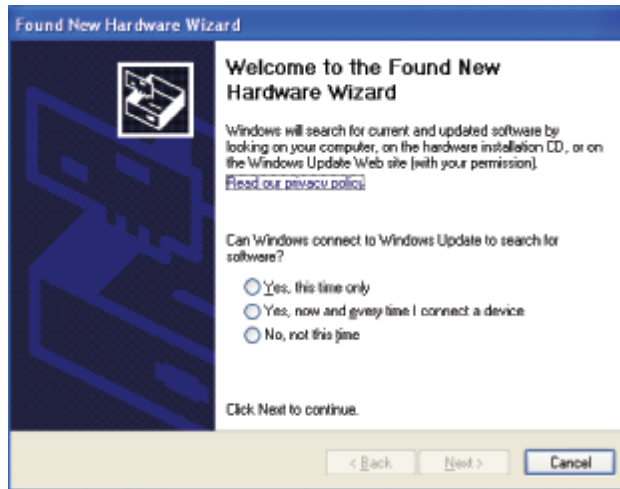 Found New Hardware Wizard
Welcome to the Found New
Hardware Wizard
Windows will search for current and updated software by
looking on your computer, on the hardware installation CD, or on
the Windows Update Web site (with your permission).
Read our privacy policy
Can Windows connect to Windows Update to search for
software?
Yes, this time only
Yes, now and every time I connect a device
No, not this time
Click Next to continue.
< Back Next > Cancel